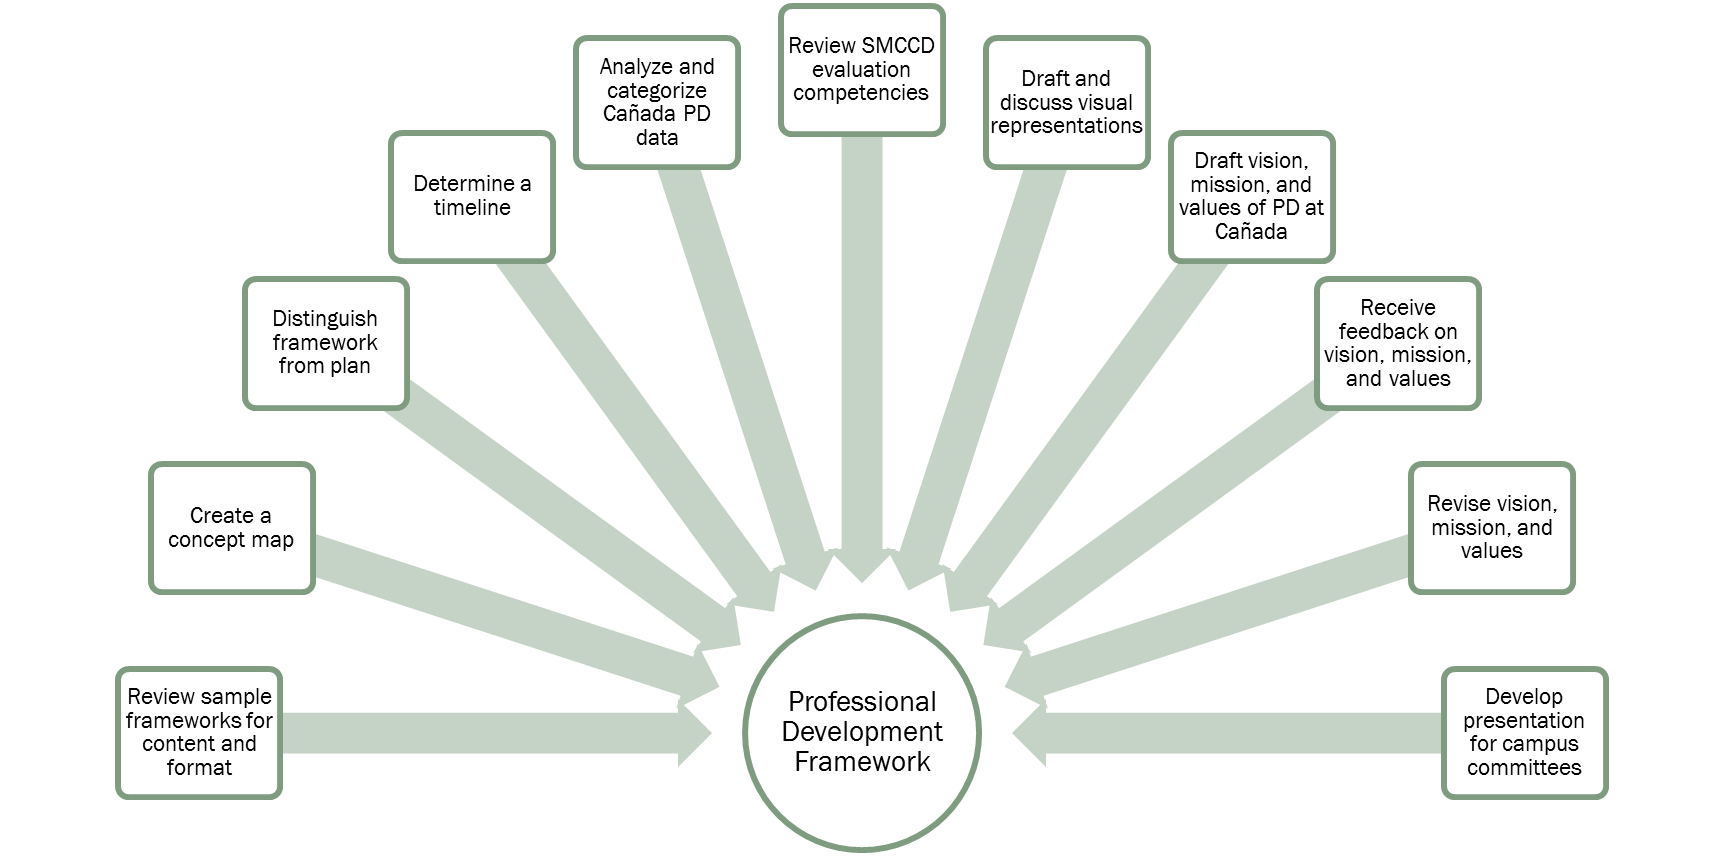 Review sample
frameworks for
content and
format
Create a
concept map
Distinguish
framework
from plan
Determine a
timeline
Analyze and
categorize
Cañada PD
data
Review SMCCD
evaluation
competencies
Draft and
discuss visual
representations
Draft vision,
mission, and
values of PD at
Cañada
Receive
feedback on
vision, mission,
and values
Revise vision,
mission, and
values
Develop
presentation
for campus
committees
Professional
Development
Framework